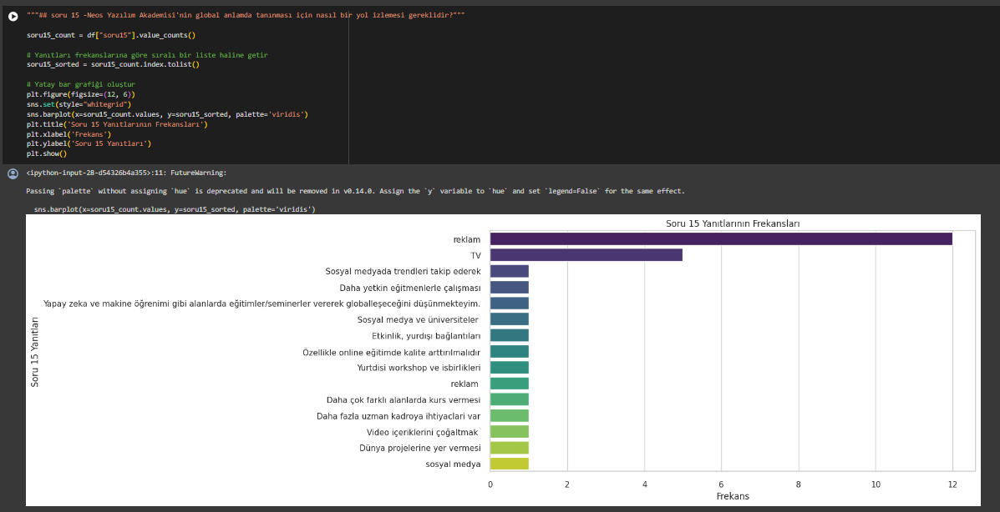 """## soru 15 -Neos Yazılım Akademisi'nin global anlamda tanınması için nasıl bir yol izlemesi gereklidir?"""
soru15_count = df["soru15"].value_counts()
# Yanıtları frekanslarına göre sıralı bir liste haline getir
soru15_sorted = soru15_count.index.tolist()
# Yatay bar grafiği oluştur
plt.figure(figsize=(12, 6))
sns.set(style="whitegrid")
sns.barplot(x=soru15_count.values, y=soru15_sorted, palette='viridis')
plt.title('Soru 15 Yanıtlarının Frekansları')
plt.xlabel('Frekans')
plt.ylabel('Soru 15 Yanıtları')
plt.show()
<ipython-input-28-d54326b4a355>:11: FutureWarning:
Passing `palette` without assigning `hue` is deprecated and will be removed in v0.14.0. Assign the `y` variable to `hue` and set `legend=False` for the same effect.
sns.barplot(x=soru15_count.values, y=soru15_sorted, palette='viridis')
Soru 15 Yanıtlarının Frekansları
reklam
TV
Sosyal medyada trendleri takip ederek
Daha yetkin eğitmenlerle çalışması
Yapay zeka ve makine öğrenimi gibi alanlarda eğitimler/seminerler vererek globalleşeceğini düşünmekteyim.
Sosyal medya ve üniversiteler
Etkinlik, yurdışı bağlantıları
Özellikle online eğitimde kalite arttırılmalıdır
Yurtdisi workshop ve isbirlikleri
reklam
Daha çok farklı alanlarda kurs vermesi
Daha fazla uzman kadroya ihtiyaclari var
Video içeriklerini çoğaltmak
Dünya projelerine yer vermesi
sosyal medya
Soru 15 Yanıtları
0 2 4 6 8 10 12
Frekans